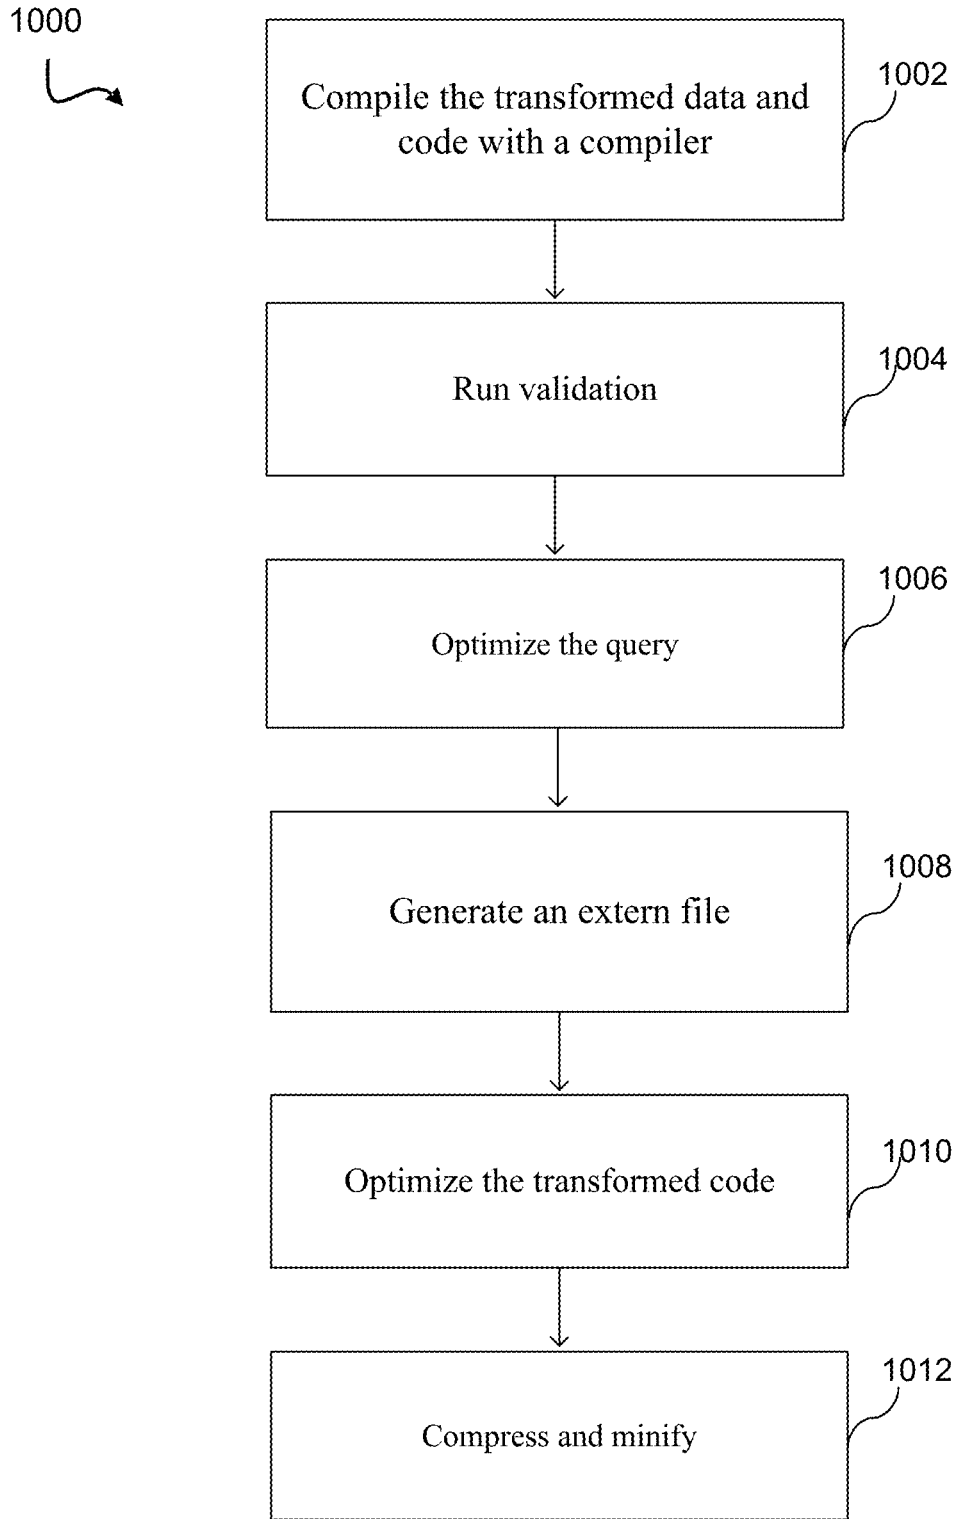 1000
1002
Compile the transformed data and
code with a compiler
1004
Run validation
1006
Optimize the query
1008
Generate an extern file
1010
Optimize the transformed code
1012
Compress and minify